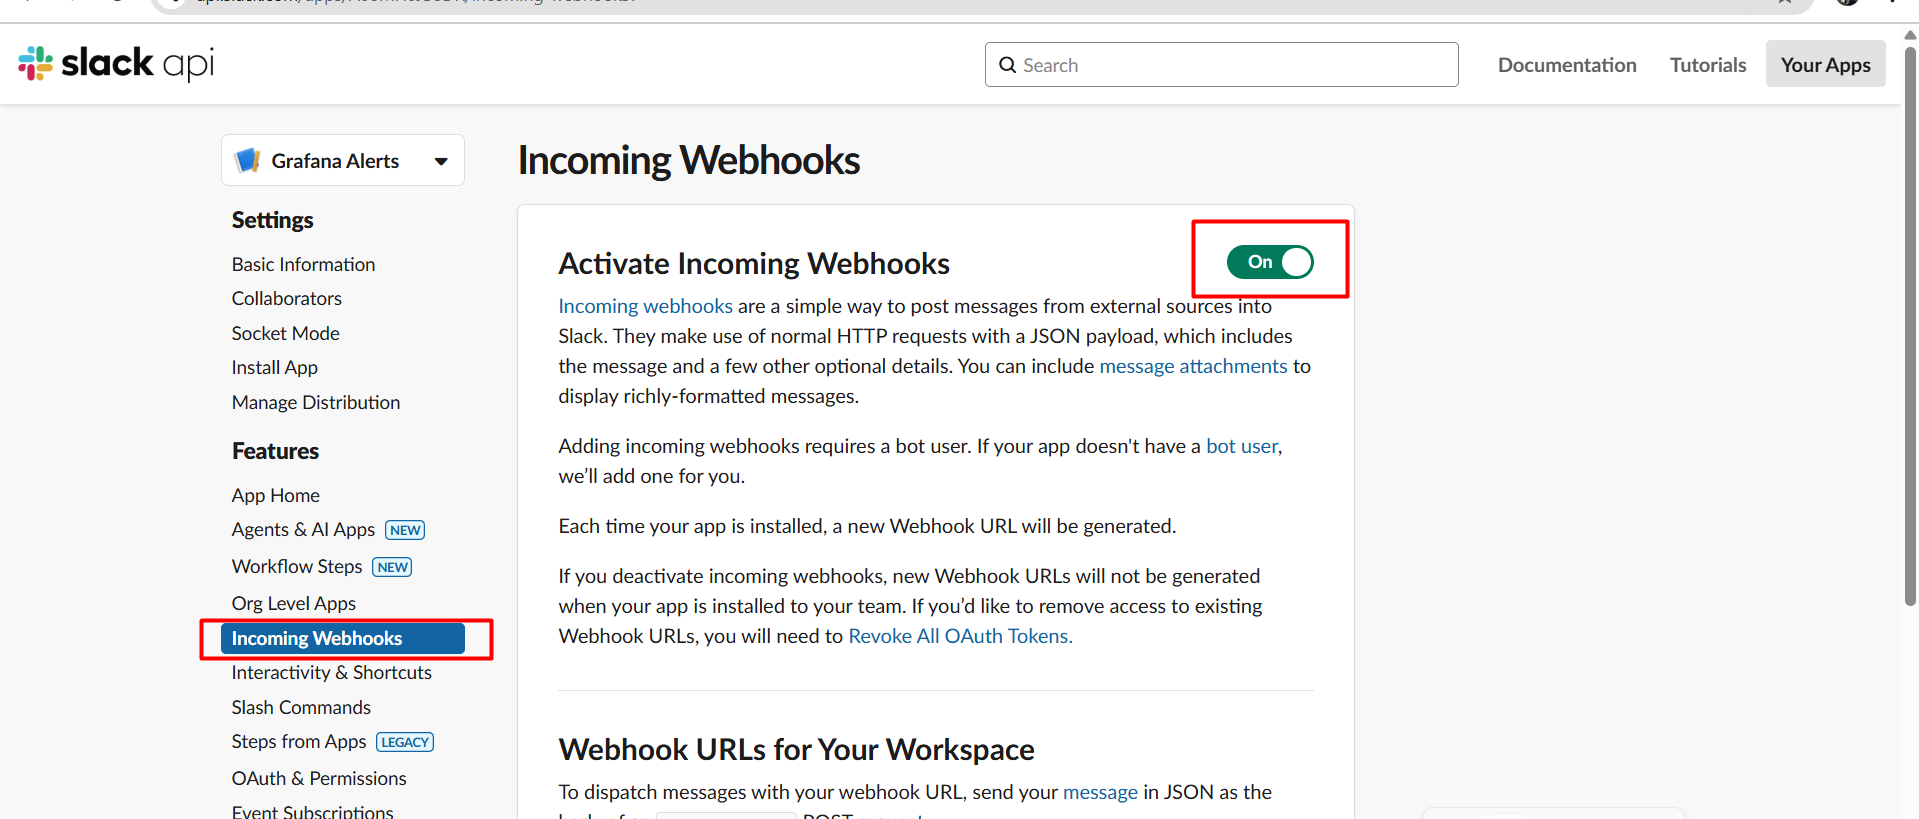 slack api
Search
Documentation
Tutorials
Your Apps
Grafana Alerts
Settings
Basic Information
Collaborators
Socket Mode
Install App
Manage Distribution
Features
App Home
Agents & AI Apps NEW
Workflow Steps NEW
Org Level Apps
Incoming Webhooks
Interactivity & Shortcuts
Slash Commands
Steps from Apps LEGACY
OAuth & Permissions
Event Subscriptions
Incoming Webhooks
Activate Incoming Webhooks
On
Incoming webhooks are a simple way to post messages from external sources into
Slack. They make use of normal HTTP requests with a JSON payload, which includes
the message and a few other optional details. You can include message attachments to
display richly-formatted messages.
Adding incoming webhooks requires a bot user. If your app doesn't have a bot user,
we’ll add one for you.
Each time your app is installed, a new Webhook URL will be generated.
If you deactivate incoming webhooks, new Webhook URLs will not be generated
when your app is installed to your team. If you’d like to remove access to existing
Webhook URLs, you will need to Revoke All OAuth Tokens.
Webhook URLs for Your Workspace
To dispatch messages with your webhook URL, send your message in JSON as the